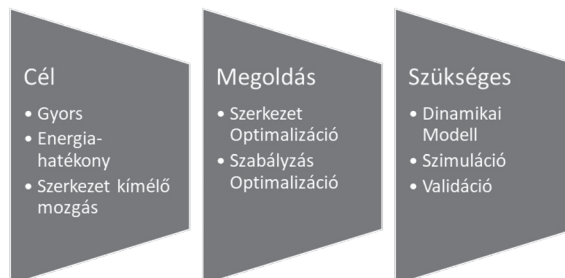 Cél
• Gyors
• Energia-
hatékony
• Szerkezet kímélő
mozgás
Megoldás
• Szerkezet
Optimalizáció
• Szabályzás
Optimalizáció
Szükséges
• Dinamikai
Modell
• Szimuláció
• Validáció